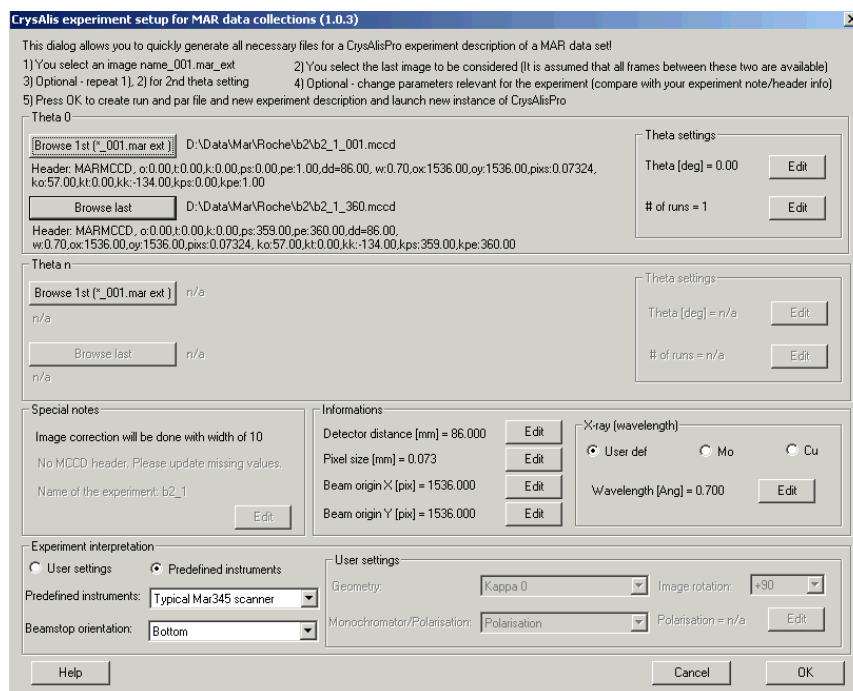 CrysAlis experiment setup for MAR data collections (1.0.3)
This dialog allows you to quickly generate all necessary files for a CrysAlisPro experiment description of a MAR data set!
1) You select an image name_001.mar_ext
2) You select the last image to be considered (It is assumed that all frames between these two are available)
3) Optional - repeat 1), 2) for 2nd theta setting
4) Optional - change parameters relevant for the experiment (compare with your experiment note/header info)
5) Press OK to create run and par file and new experiment description and launch new instance of CrysAlisPro
Theta 0
Browse 1st (*_001.mar ext )
D:\Data\Mar\Roche\b2\b2_1_001.mccd
Header: MARMCCD, o:0.00,t:0.00,k:0.00,ps:0.00,pe:1.00,dd=86.00, w:0.70,ox:1536.00,oy:1536.00,pixs:0.07324,
ko:57.00,kt:0.00,kk:-134.00,kps:0.00,kpe:1.00
Browse last
D:\Data\Mar\Roche\b2\b2_1_360.mccd
Header: MARMCCD, o:0.00,t:0.00,k:0.00,ps:359.00,pe:360.00,dd=86.00,
w:0.70,ox:1536.00,oy:1536.00,pixs:0.07324, ko:57.00,kt:0.00,kk:-134.00,kps:359.00,kpe:360.00
Theta settings
Theta [deg] = 0.00
Edit
# of runs = 1
Edit
Theta n
Browse 1st (*_001.mar ext )
n/a
n/a
Browse last
n/a
n/a
Theta settings
Theta [deg] = n/a
Edit
# of runs = n/a
Edit
Special notes
Image correction will be done with width of 10
No MCCD header. Please update missing values.
Name of the experiment: b2_1
Edit
Informations
Detector distance [mm] = 86.000
Edit
Pixel size [mm] = 0.073
Edit
Beam origin X [pix] = 1536.000
Edit
Beam origin Y [pix] = 1536.000
Edit
X-ray (wavelength)
User def
Mo
Cu
Wavelength [Ang] = 0.700
Edit
Experiment interpretation
User settings
Predefined instruments
Predefined instruments:
Typical Mar345 scanner
Beamstop orientation:
Bottom
User settings
Geometry:
Kappa 0
Image rotation:
+90
Monochromator/Polarisation:
Polarisation
Polarisation = n/a
Edit
Help
Cancel
OK